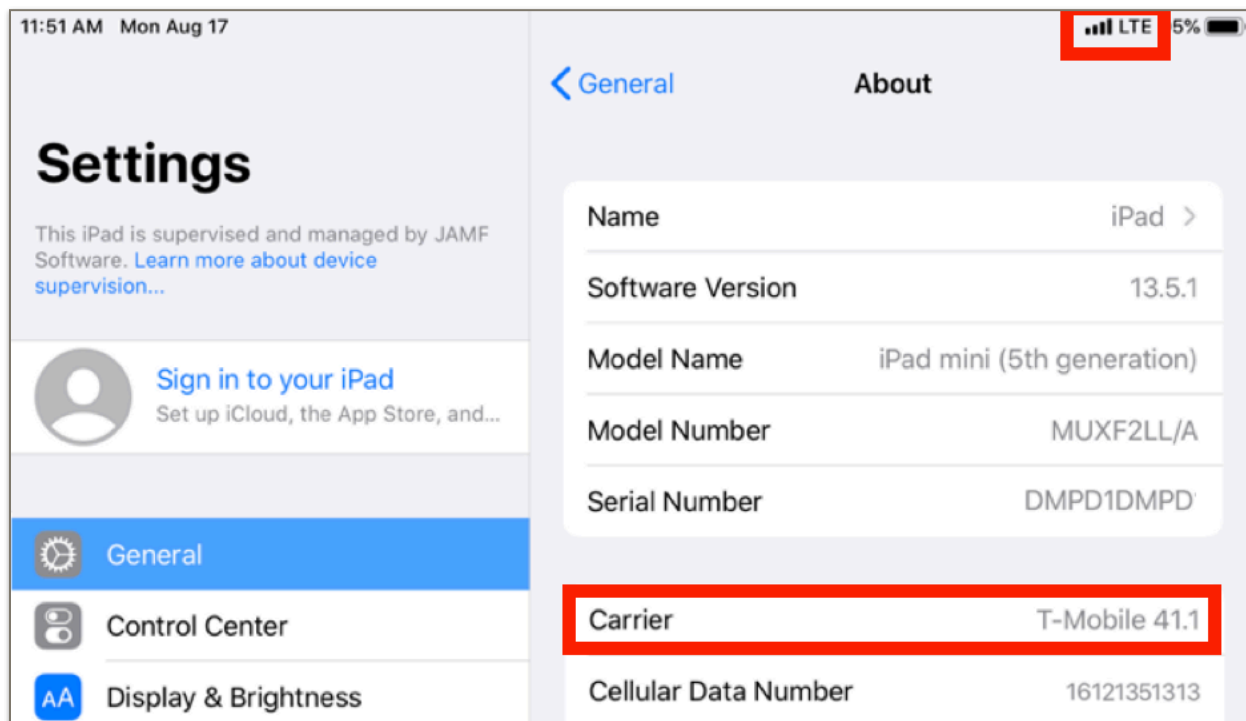 11:51 AM Mon Aug 17
LTE 5%
Settings
This iPad is supervised and managed by JAMF
Software. Learn more about device
supervision...
Sign in to your iPad
Set up iCloud, the App Store, and...
General
Control Center
AA Display & Brightness
General About
Name iPad
Software Version 13.5.1
Model Name iPad mini (5th generation)
Model Number MUXF2LL/A
Serial Number DMPD1DMPD
Carrier T-Mobile 41.1
Cellular Data Number 16121351313